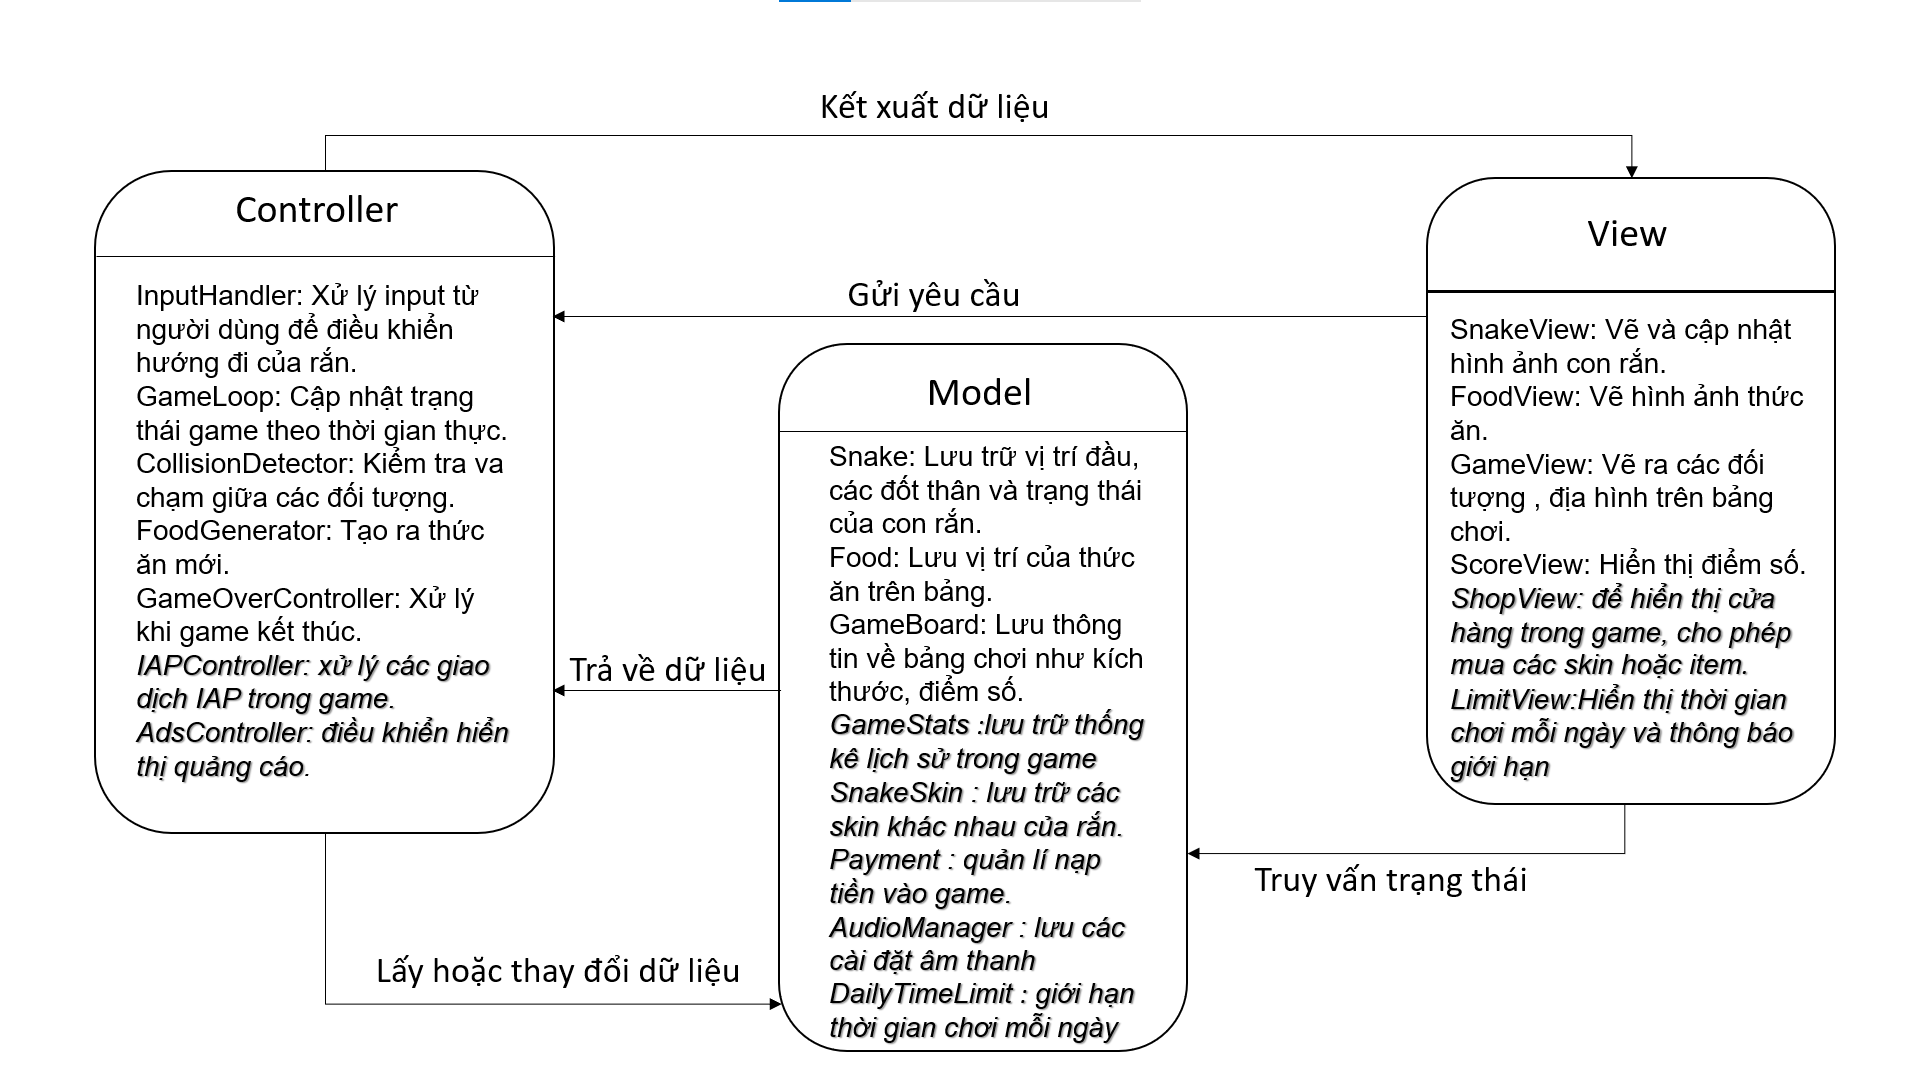 Kết xuất dữ liệu
Controller
InputHandler: Xử lý input từ
người dùng để điều khiển
hướng đi của rắn.
GameLoop: Cập nhật trạng
thái game theo thời gian thực.
CollisionDetector: Kiểm tra va
chạm giữa các đối tượng.
FoodGenerator: Tạo ra thức
ăn mới.
GameOverController: Xử lý
khi game kết thúc.
IAPController: xử lý các giao
dịch IAP trong game.
AdsController: điều khiển hiển
thị quảng cáo.
Gửi yêu cầu
Trả về dữ liệu
Lấy hoặc thay đổi dữ liệu
Model
Snake: Lưu trữ vị trí đầu,
các đốt thân và trạng thái
của con rắn.
Food: Lưu vị trí của thức
ăn trên bảng.
GameBoard: Lưu thông
tin về bảng chơi như kích
thước, điểm số.
GameStats :lưu trữ thống
kê lịch sử trong game
SnakeSkin : lưu trữ các
skin khác nhau của rắn.
Payment : quản lí nạp
tiền vào game.
AudioManager : lưu các
cài đặt âm thanh
DailyTimeLimit : giới hạn
thời gian chơi mỗi ngày
View
SnakeView: Vẽ và cập nhật
hình ảnh con rắn.
FoodView: Vẽ hình ảnh thức
ăn.
GameView: Vẽ ra các đối
tượng , địa hình trên bảng
chơi.
ScoreView: Hiển thị điểm số.
ShopView: để hiển thị cửa
hàng trong game, cho phép
mua các skin hoặc item.
LimitView:Hiển thị thời gian
chơi mỗi ngày và thông báo
giới hạn
Truy vấn trạng thái